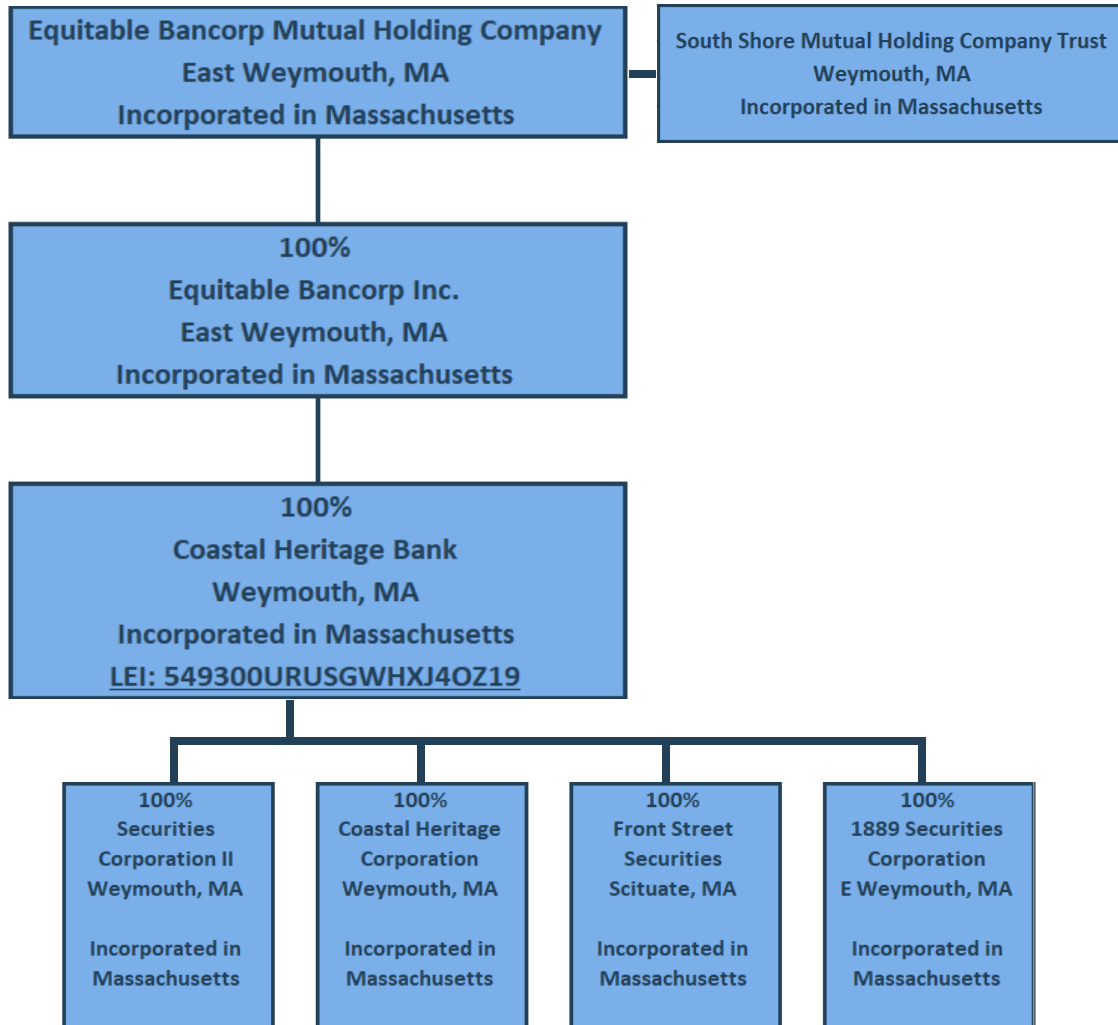 Equitable Bancorp Mutual Holding Company
East Weymouth, MA
Incorporated in Massachusetts
South Shore Mutual Holding Company Trust
Weymouth, MA
Incorporated in Massachusetts
100%
Equitable Bancorp Inc.
East Weymouth, MA
Incorporated in Massachusetts
100%
Coastal Heritage Bank
Weymouth, MA
Incorporated in Massachusetts
LEI: 549300URUSGWHXJ4OZ19
100%
Securities
Corporation II
Weymouth, MA
Incorporated in
Massachusetts
100%
Coastal Heritage
Corporation
Weymouth, MA
Incorporated in
Massachusetts
100%
Front Street
Securities
Scituate, MA
Incorporated in
Massachusetts
100%
1889 Securities
Corporation
E Weymouth, MA
Incorporated in
Massachusetts